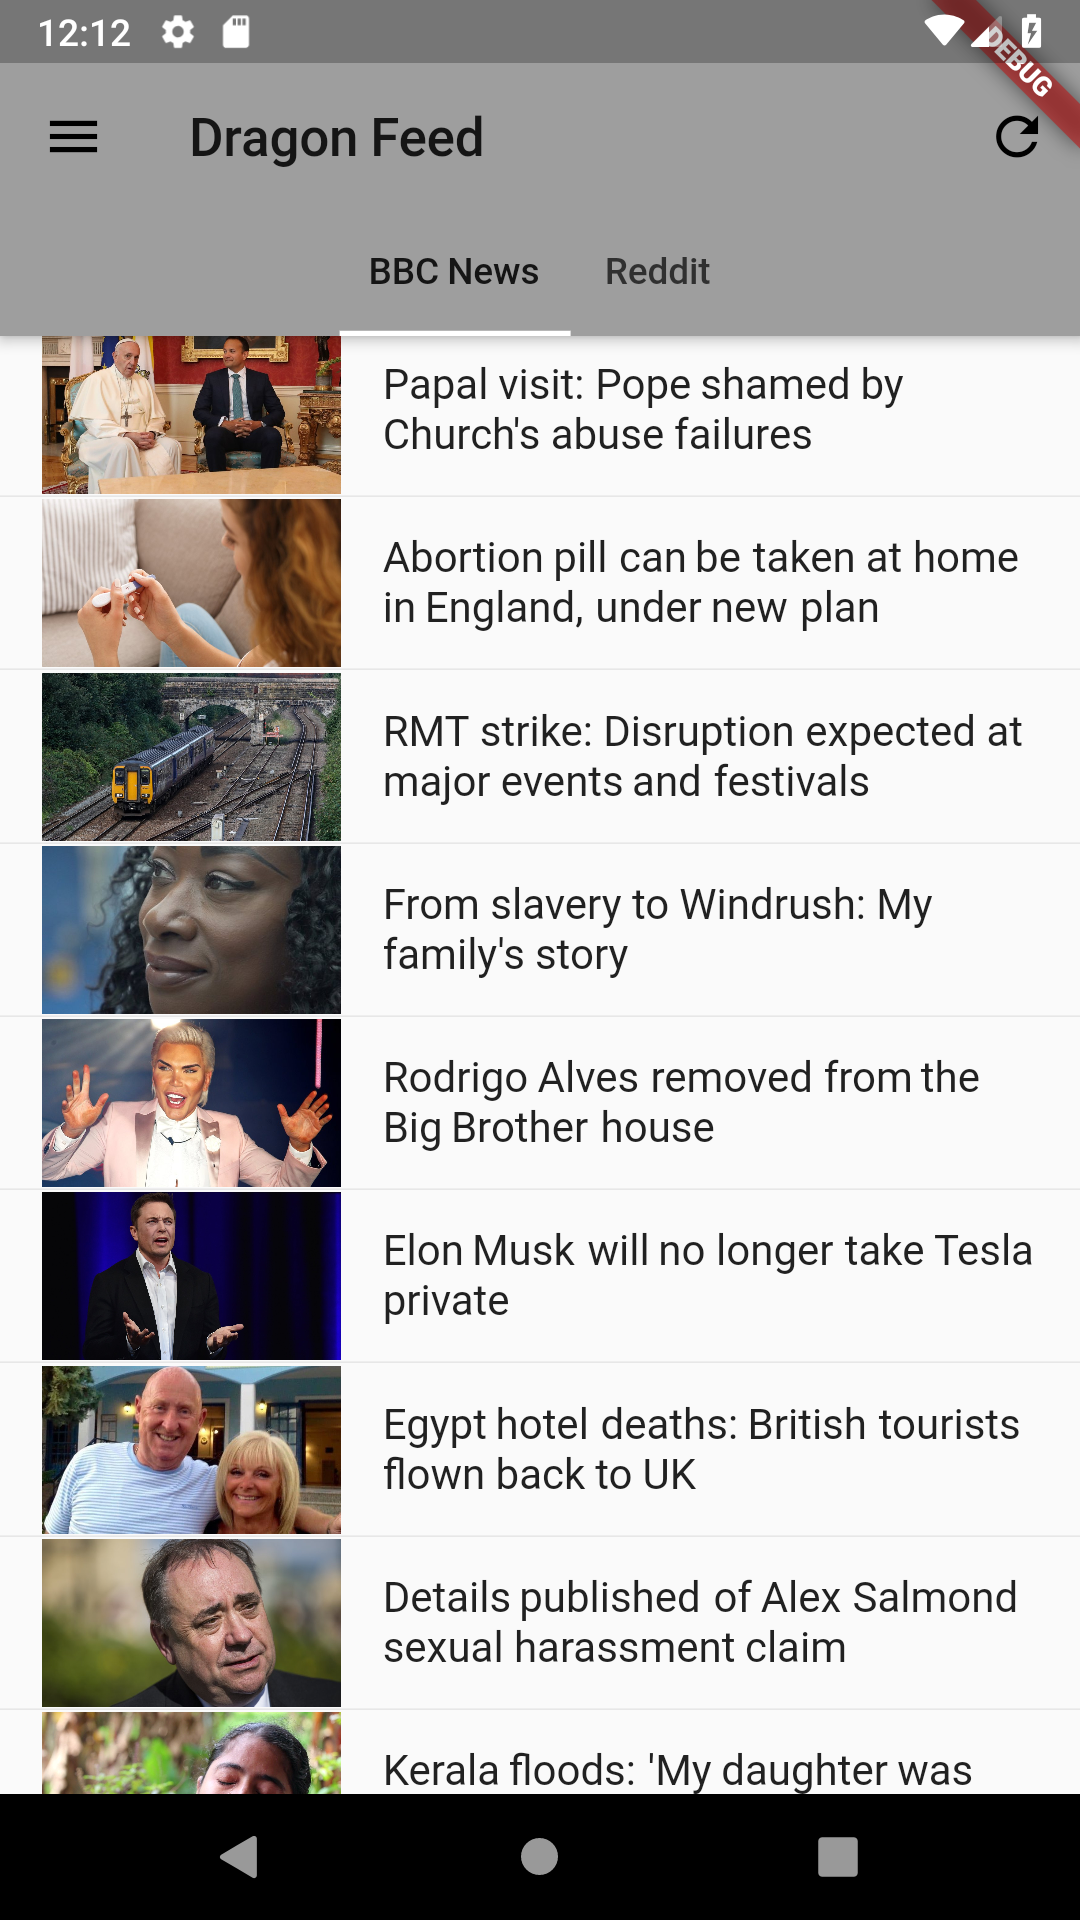 12:12
DEBUG
Dragon Feed
BBC News
Reddit
Papal visit: Pope shamed by
Church's abuse failures
Abortion pill can be taken at home
in England, under new plan
RMT strike: Disruption expected at
major events and festivals
From slavery to Windrush: My
family's story
Rodrigo Alves removed from the
Big Brother house
Elon Musk will no longer take Tesla
private
Egypt hotel deaths: British tourists
flown back to UK
Details published of Alex Salmond
sexual harassment claim
Kerala floods: 'My daughter was